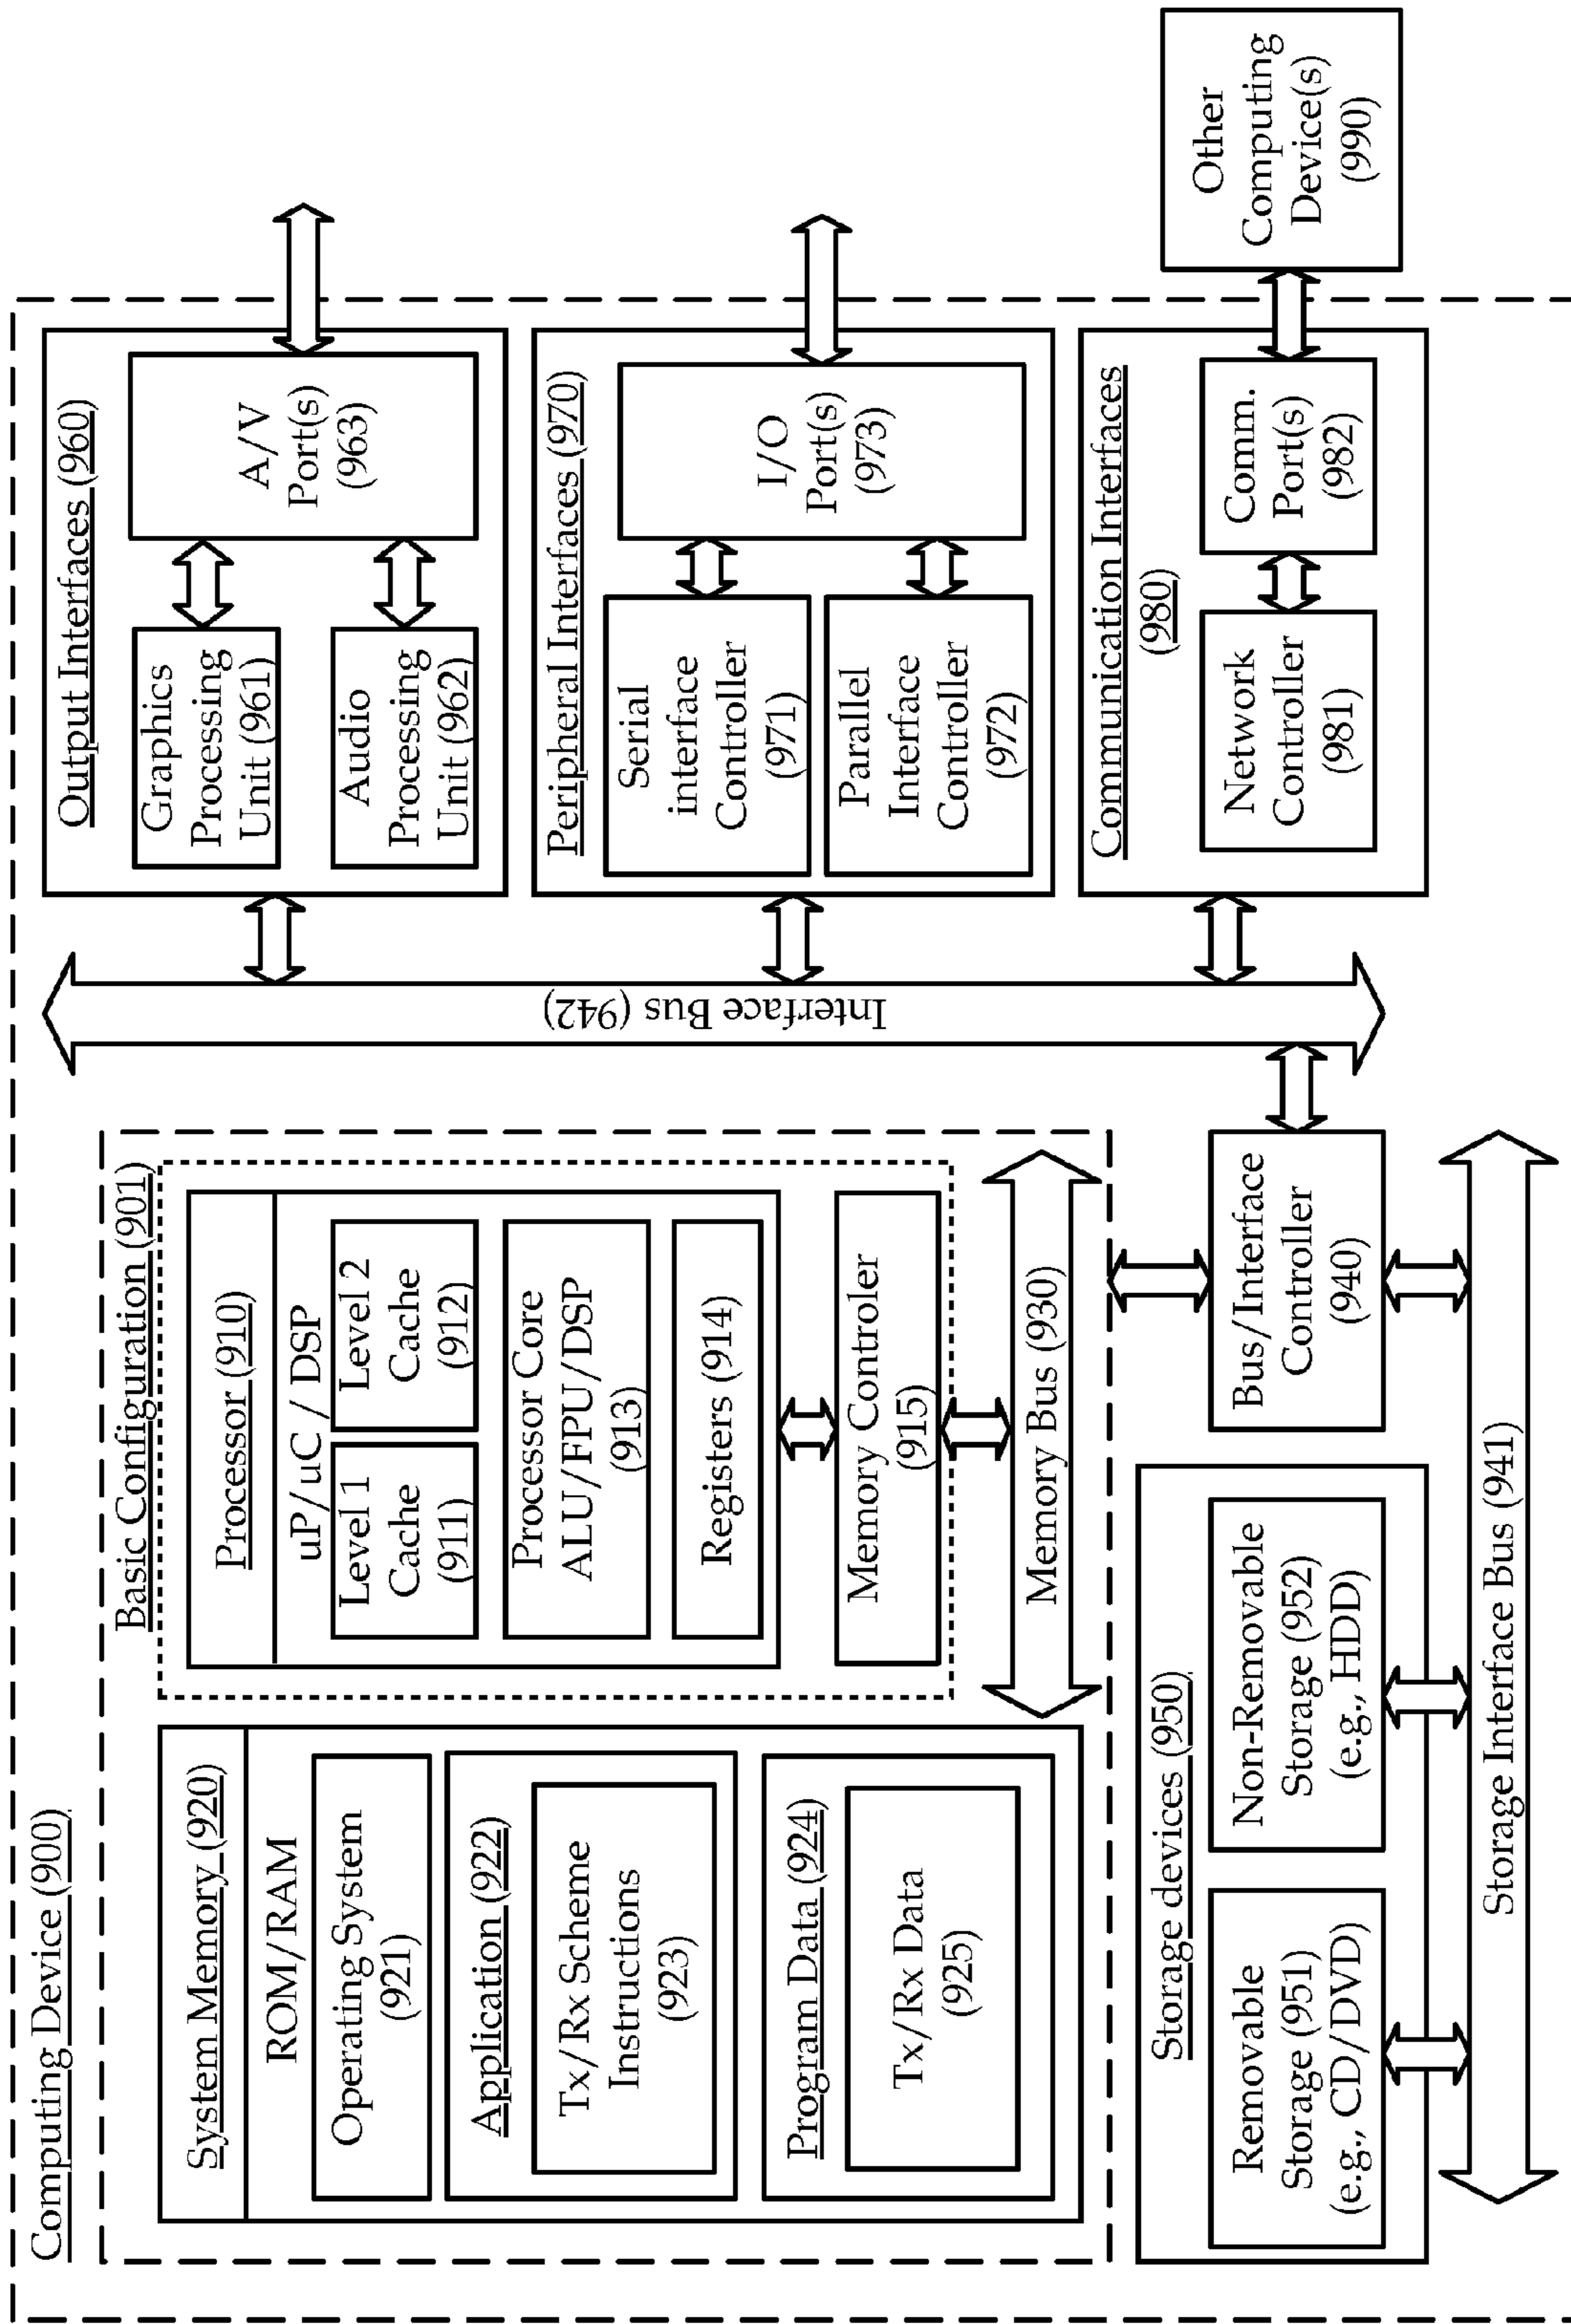 Computing Device (900)
Basic Configuration (901)
System Memory (920)
ROM/RAM
Operating System
(921)
Application (922)
Tx/Rx Scheme
Instructions
(923)
Program Data (924)
Tx/Rx Data
(925)
Processor (910)
uP/uC / DSP
Level 1
Cache
(911)
Level 2
Cache
(912)
Processor Core
ALU/FPU/DSP
(913)
Registers (914)
Memory Controler
(915)
Memory Bus (930)
Bus/Interface
Controller
(940)
Storage devices (950)
Removable
Storage (951)
(e.g., CD/DVD)
Non-Removable
Storage (952)
(e.g., HDD)
Storage Interface Bus (941)
Interface Bus (942)
Output Interfaces (960)
Graphics
Processing
Unit (961)
Audio
Processing
Unit (962)
A/V
Port(s)
(963)
Peripheral Interfaces (970)
Serial
interface
Controller
(971)
Parallel
Interface
Controller
(972)
I/O
Port(s)
(973)
Communication Interfaces
(980)
Network
Controller
(981)
Comm.
Port(s)
(982)
Other
Computing
Device(s)
(990)